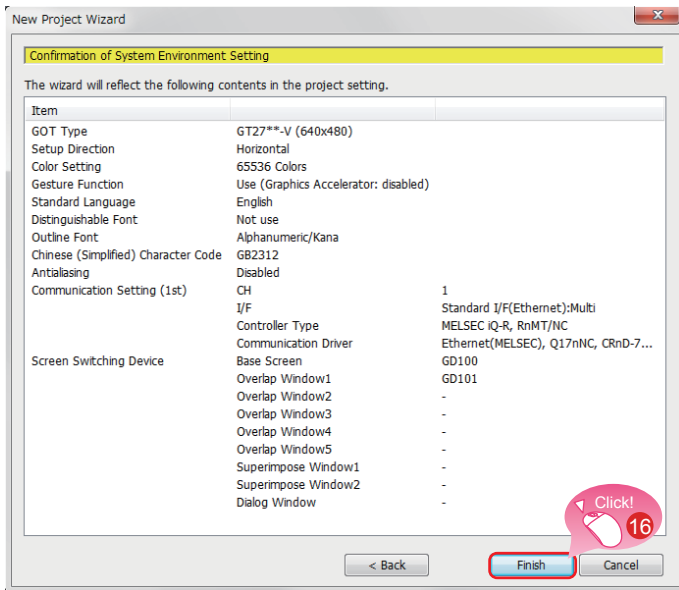 New Project Wizard
x
Confirmation of System Environment Setting
The wizard will reflect the following contents in the project setting.
Item
GOT Type GT27**-V (640x480)
Setup Direction Horizontal
Color Setting 65536 Colors
Gesture Function Use (Graphics Accelerator: disabled)
Standard Language English
Distinguishable Font Not use
Outline Font Alphanumeric/Kana
Chinese (Simplified) Character Code GB2312
Antialiasing Disabled
Communication Setting (1st) CH 1
I/F Standard I/F(Ethernet):Multi
Controller Type MELSEC iQ-R, RnMT/NC
Communication Driver Ethernet(MELSEC), Q17nNC, CRnD-7...
Screen Switching Device Base Screen GD100
Overlap Window1 GD101
Overlap Window2 -
Overlap Window3 -
Overlap Window4 -
Overlap Window5 -
Superimpose Window1 -
Superimpose Window2 -
Dialog Window -
Click!
16
< Back Finish Cancel